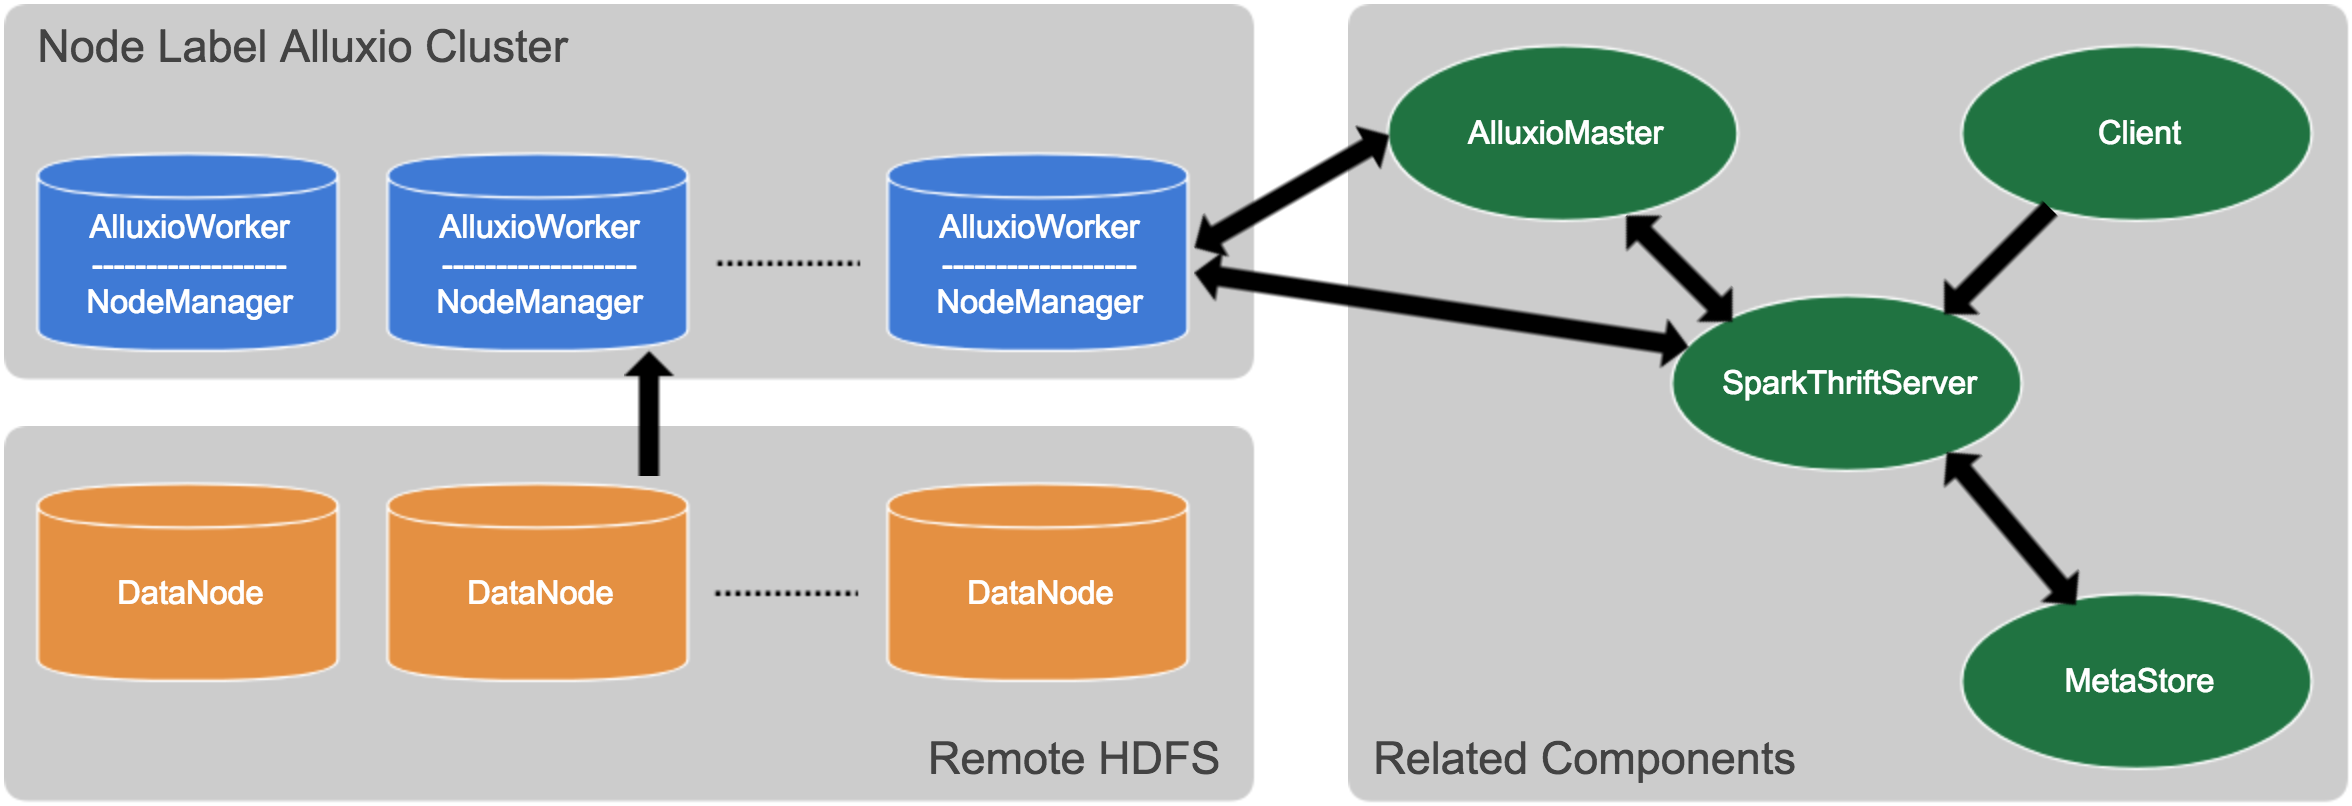 Node Label Alluxio Cluster
AlluxioWorker
------------------
NodeManager
AlluxioWorker
------------------
NodeManager
AlluxioWorker
------------------
NodeManager
DataNode
DataNode
DataNode
Remote HDFS
AlluxioMaster
Client
SparkThriftServer
MetaStore
Related Components